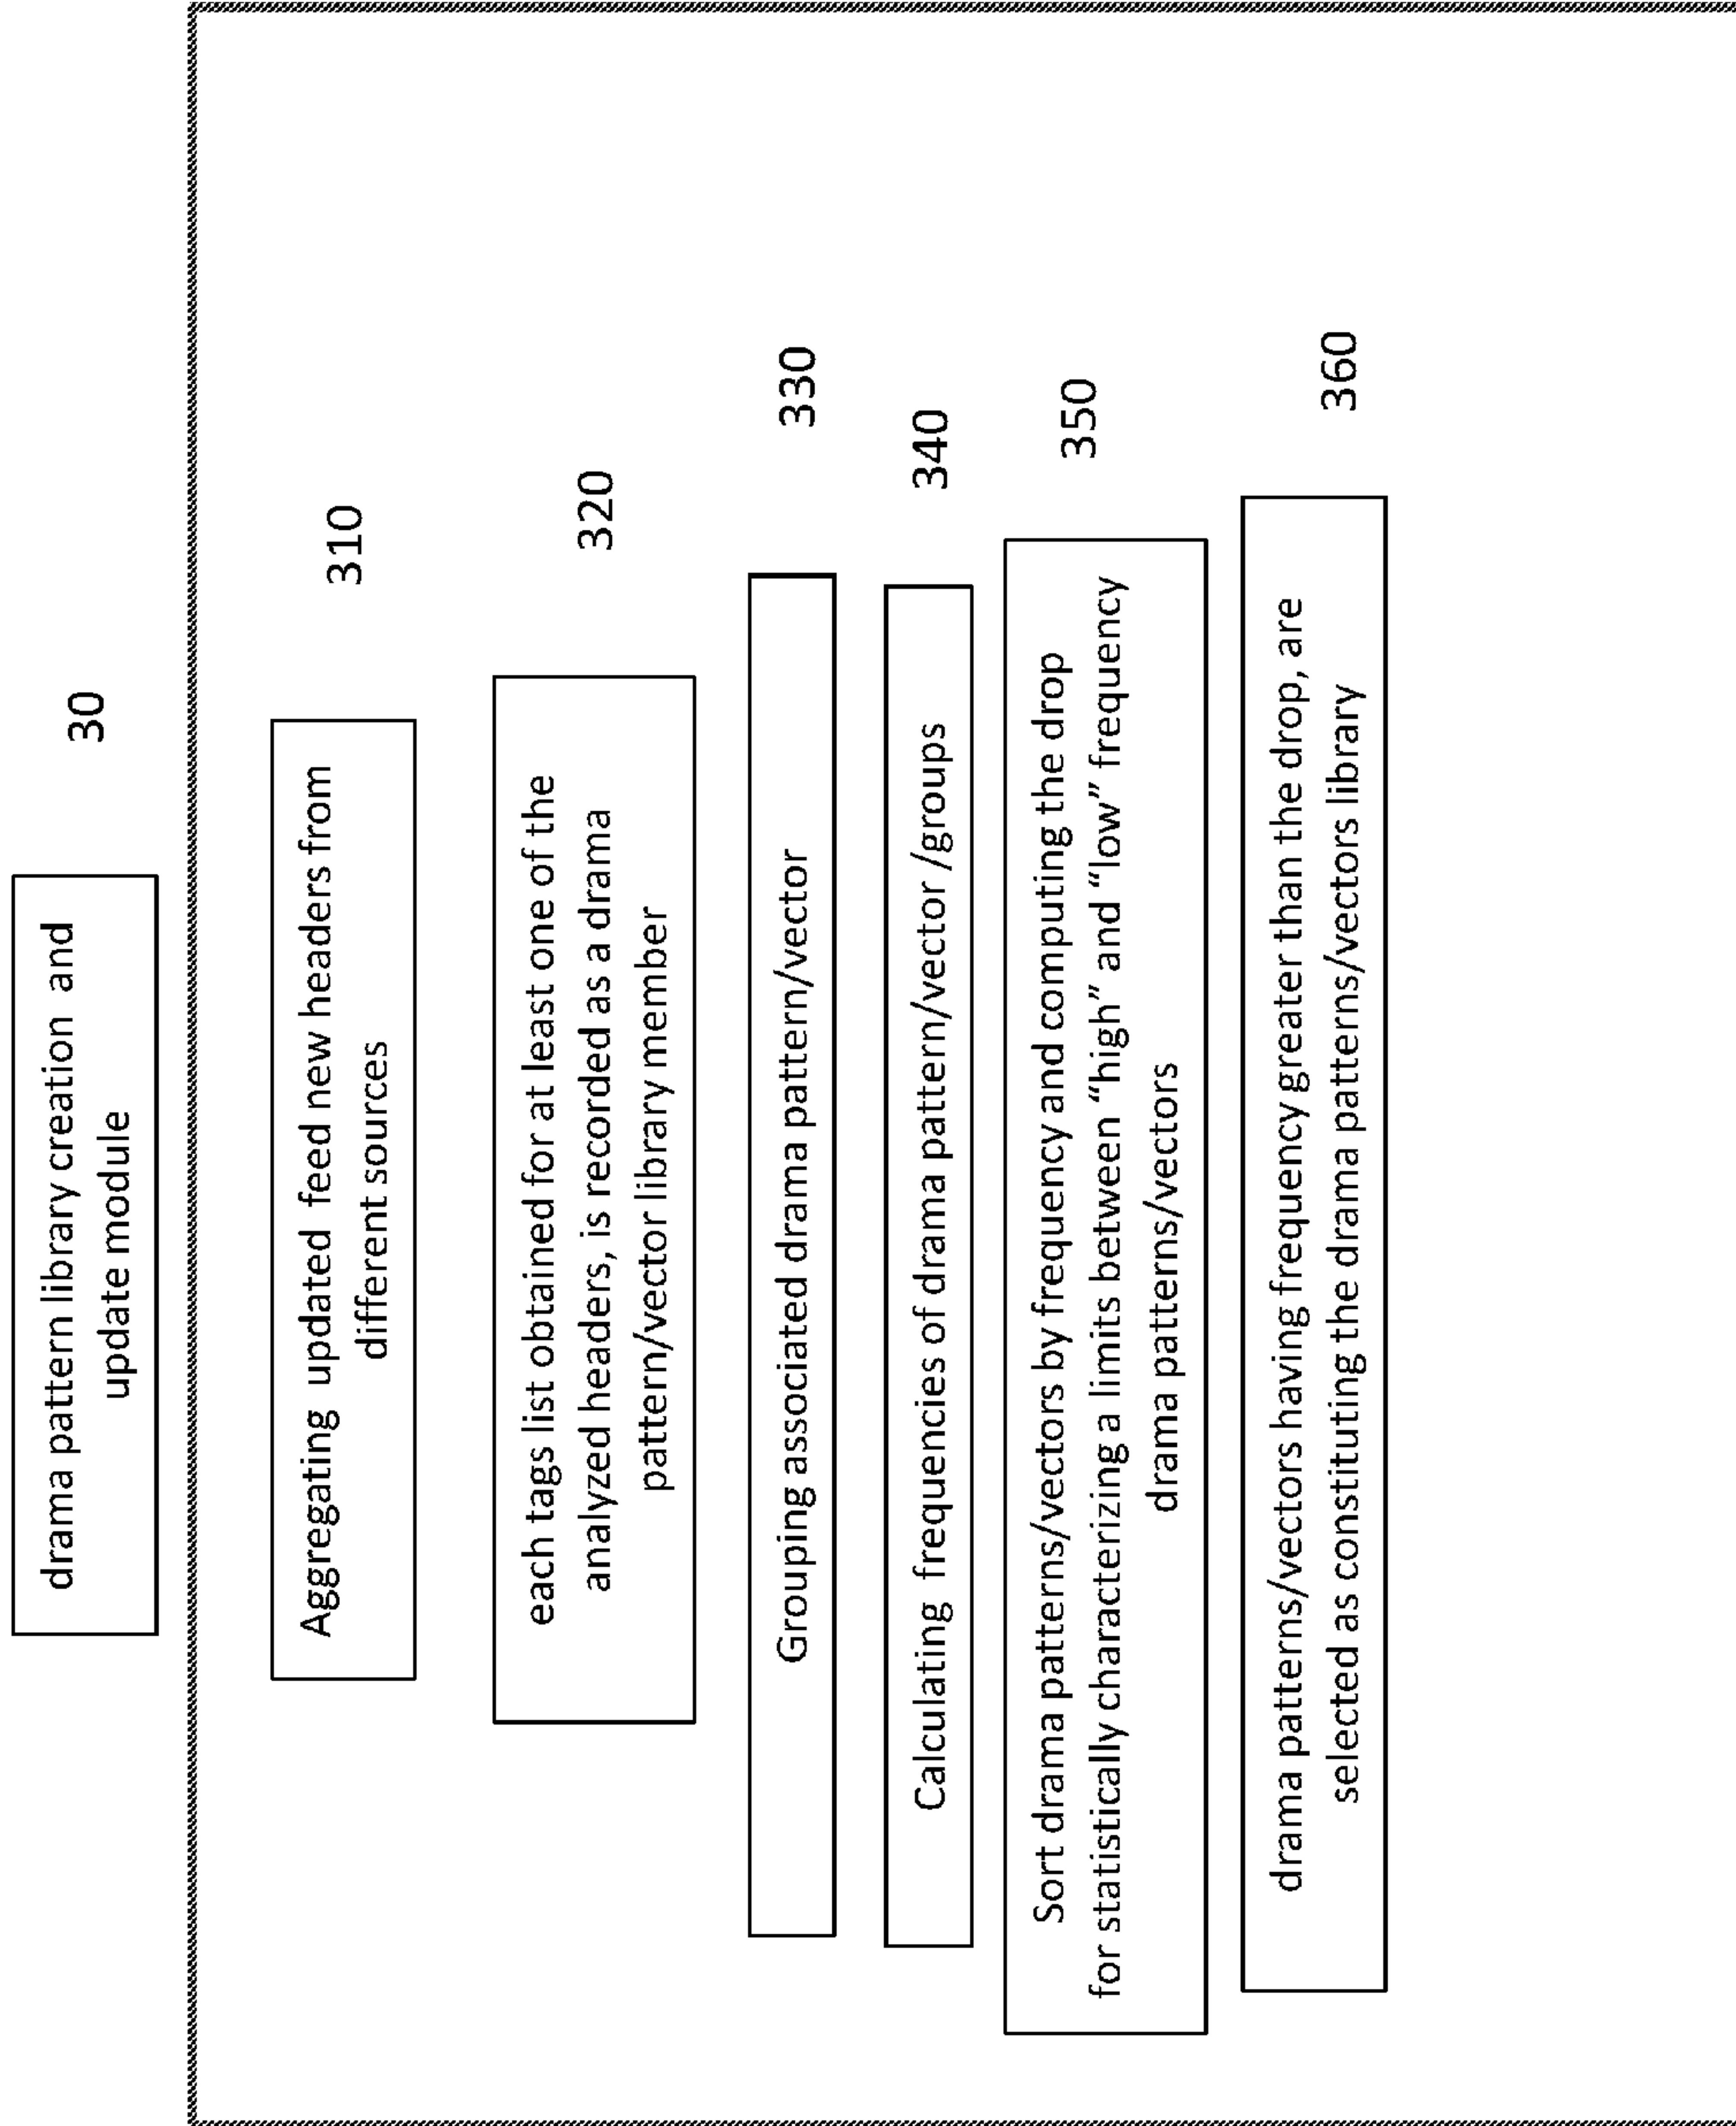 drama pattern library creation and
update module
30
Aggregating updated feed new headers from
different sources
310
each tags list obtained for at least one of the
analyzed headers, is recorded as a drama
pattern/vector library member
320
Grouping associated drama pattern/vector
330
Calculating frequencies of drama pattern/vector /groups
340
Sort drama patterns/vectors by frequency and computing the drop
for statistically characterizing a limits between "high" and "low" frequency
drama patterns/vectors
350
drama patterns/vectors having frequency greater than the drop, are
selected as constituting the drama patterns/vectors library
360